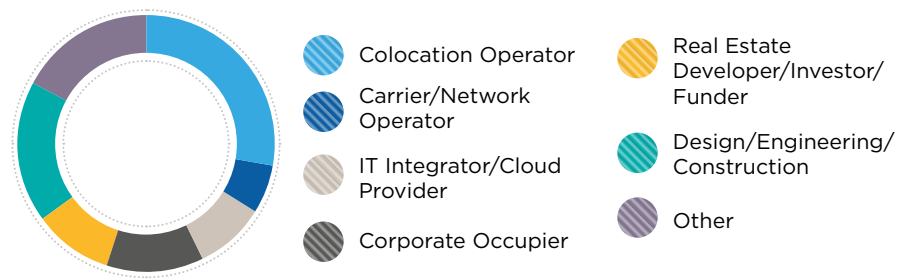 Colocation Operator
Carrier/Network
Operator
IT Integrator/Cloud
Provider
Corporate Occupier
Real Estate
Developer/Investor/
Funder
Design/Engineering/
Construction
Other